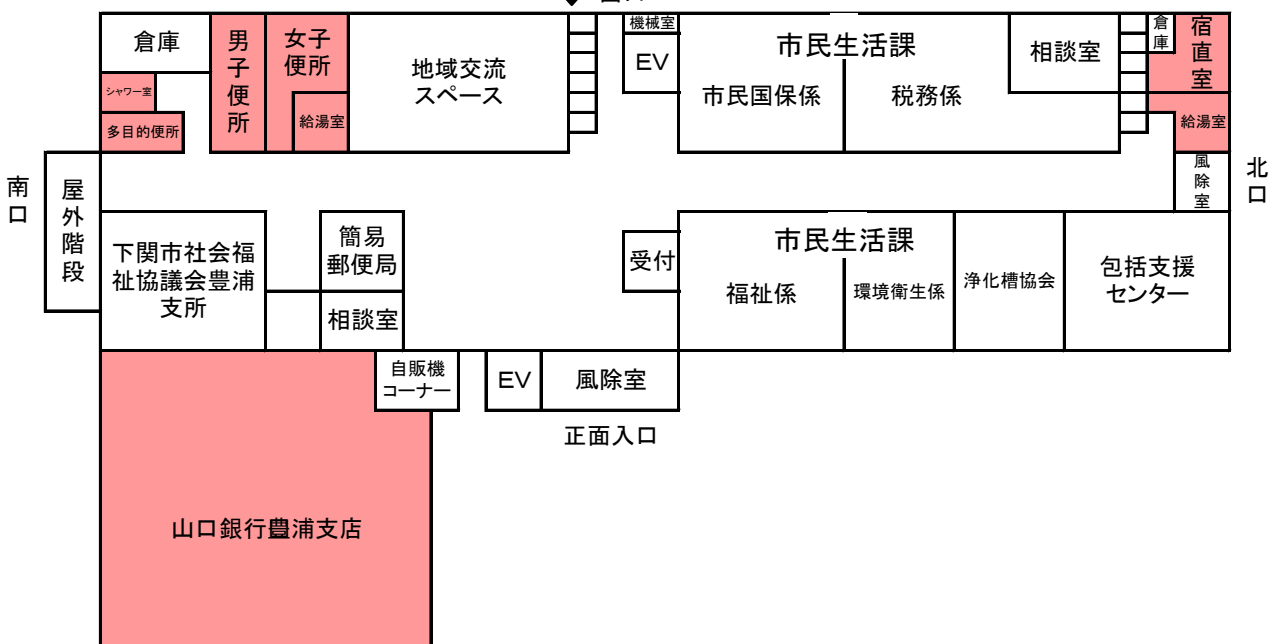 機械室
倉庫
男子便所
女子
便所
地域交流
スペース
EV
市民生活課
市民国保係
税務係
相談室
倉庫
宿直室
シャワー室
多目的便所
給湯室
給湯室
南口
屋外階段
風除室
北口
下関市社会福
祉協議会豊浦
支所
簡易
郵便局
相談室
受付
市民生活課
福祉係
環境衛生係
浄化槽協会
包括支援
センター
自販機
コーナー
EV
風除室
正面入口
山口銀行豊浦支店